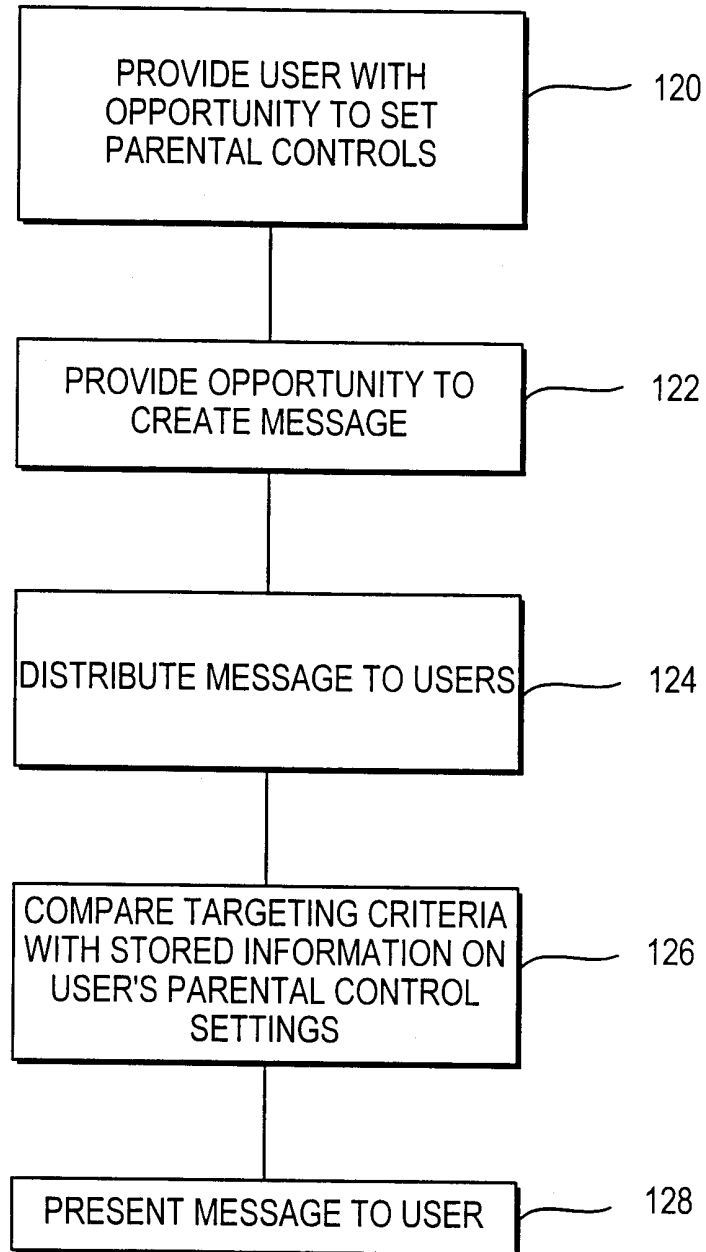 PROVIDE USER WITH
OPPORTUNITY TO SET
PARENTAL CONTROLS
120
PROVIDE OPPORTUNITY TO
CREATE MESSAGE
122
DISTRIBUTE MESSAGE TO USERS
124
COMPARE TARGETING CRITERIA
WITH STORED INFORMATION ON
USER'S PARENTAL CONTROL
SETTINGS
126
PRESENT MESSAGE TO USER
128